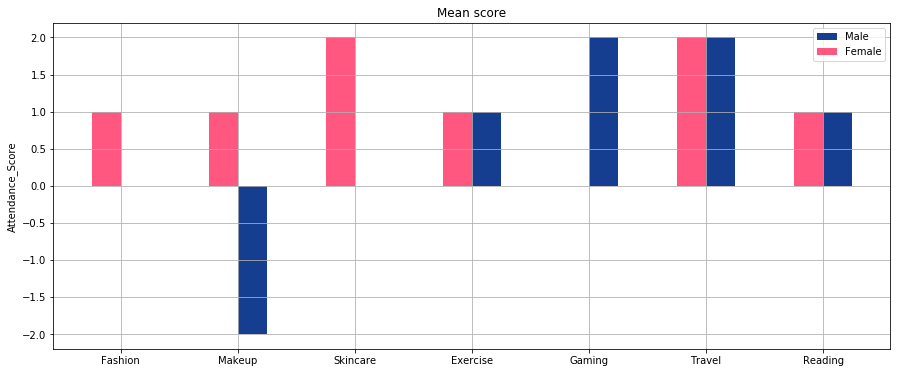 Mean score
Male
Female
Attendance_Score
2.0
1.5
1.0
0.5
0.0
−0.5
−1.0
−1.5
−2.0
Fashion Makeup Skincare Exercise Gaming Travel Reading